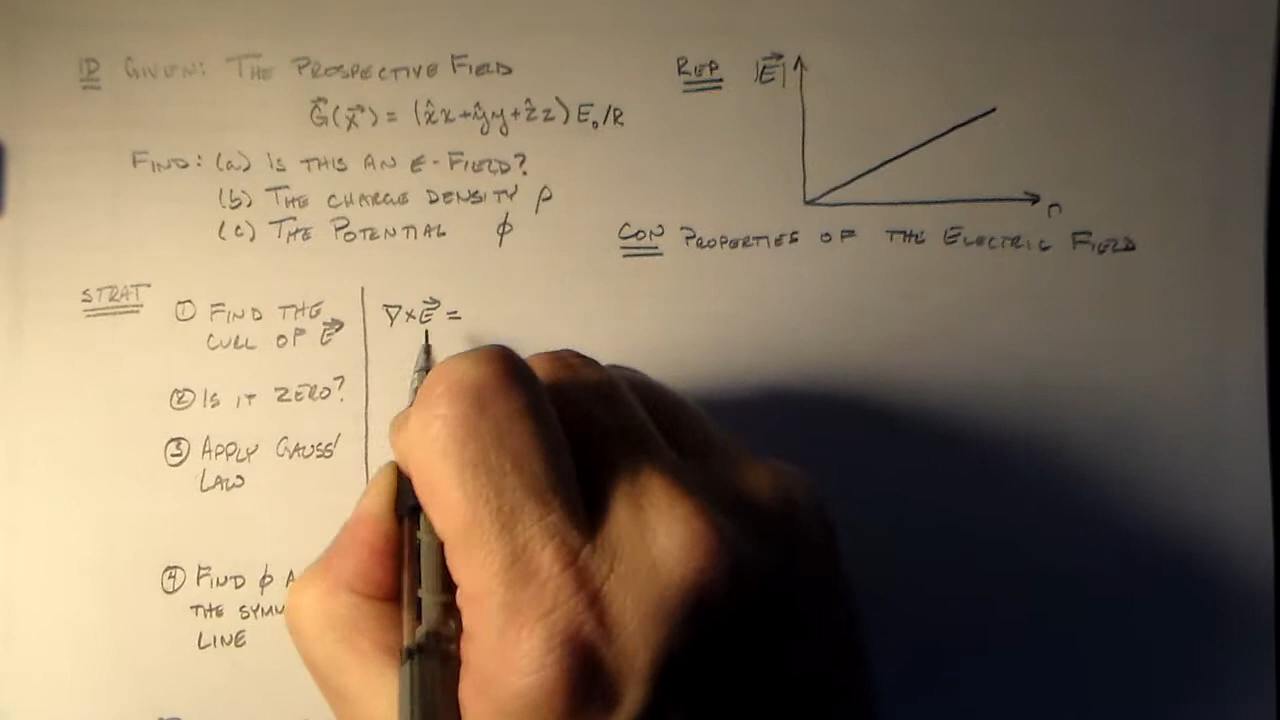 ID GIVEN: THE PROSPECTIVE FIELD
G⃗(x⃗) = (x̂x+ŷy+ẑz) E₀/R
FIND: (a) IS THIS AN E-FIELD?
(b) THE CHARGE DENSITY ρ
(c) THE POTENTIAL ϕ
REP |E⃗|
r
CON PROPERTIES OF THE ELECTRIC FIELD
STRAT ① FIND THE
CURL OF E⃗
② IS IT ZERO?
③ APPLY GAUSS'
LAW
④ FIND ϕ A
THE SYM
LINE
∇×E⃗ =